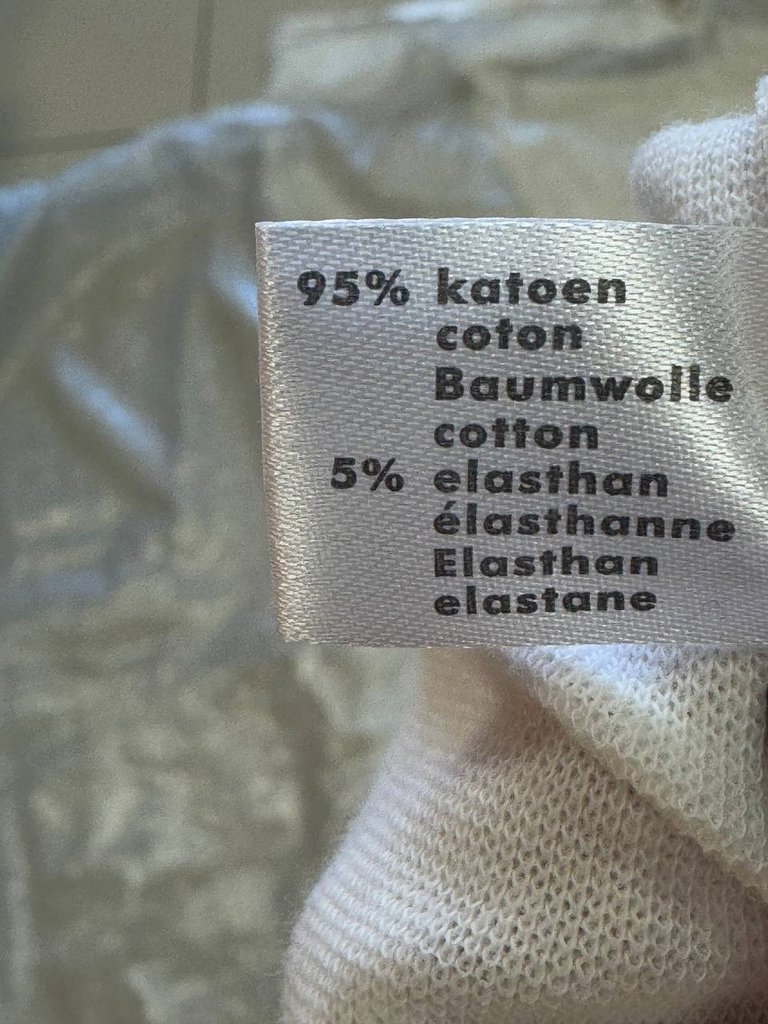 95% katoen
coton
Baumwolle
cotton
5% elasthan
élasthanne
Elasthan
elastane